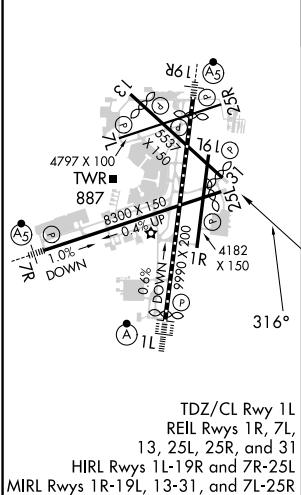 19R
A5
13
25R
P
P
P
7L
P
5537
X 150
19L
P
4797 X 100
TWR
887
31
25L
P
8300 X 150
0.4% UP
A5
P
7R
1.0%
DOWN
0.6%
DOWN
9990 X 200
1R
4182
X 150
P
A
1L
316°
TDZ/CL Rwy 1L
REIL Rwys 1R, 7L,
13, 25L, 25R, and 31
HIRL Rwys 1L-19R and 7R-25L
MIRL Rwys 1R-19L, 13-31, and 7L-25R